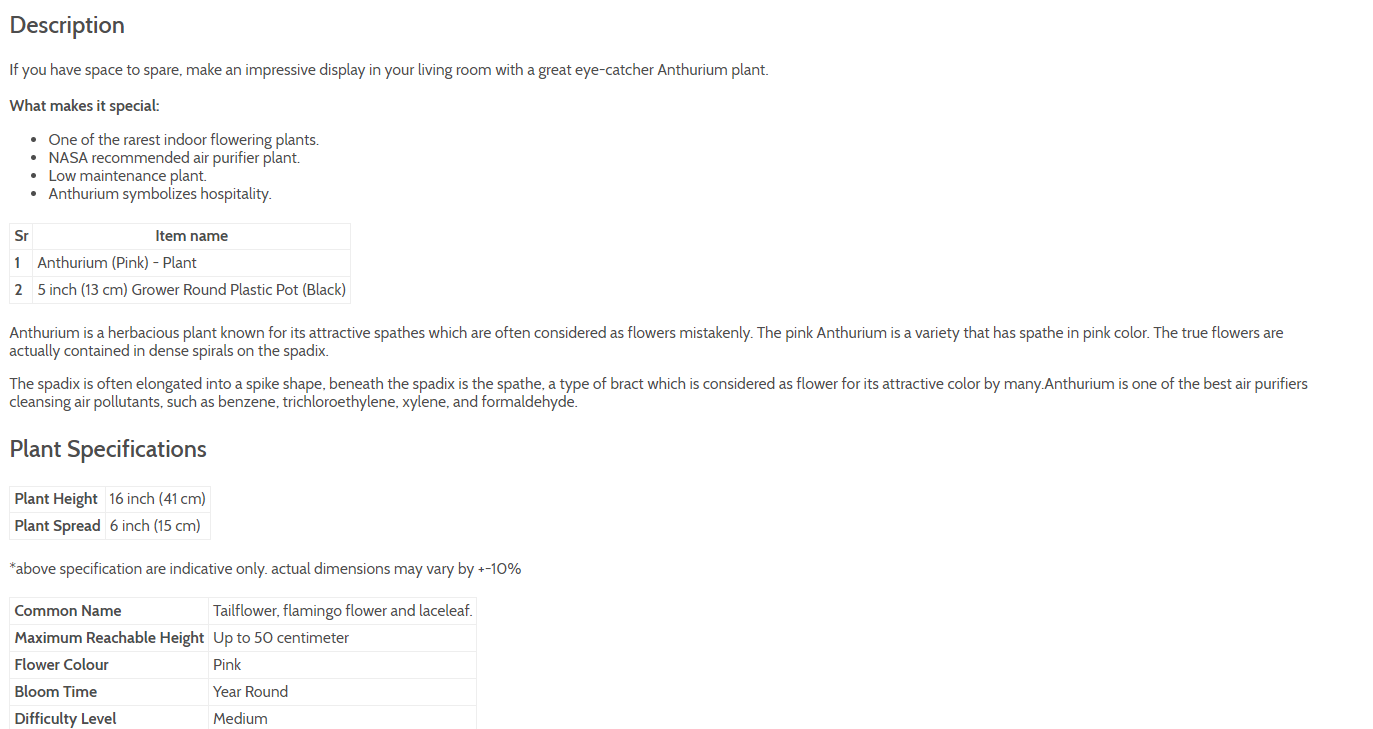 Description
If you have space to spare, make an impressive display in your living room with a great eye-catcher Anthurium plant.
What makes it special:
One of the rarest indoor flowering plants.
NASA recommended air purifier plant.
Low maintenance plant.
Anthurium symbolizes hospitality.
Sr Item name
1 Anthurium (Pink) - Plant
2 5 inch (13 cm) Grower Round Plastic Pot (Black)
Anthurium is a herbacious plant known for its attractive spathes which are often considered as flowers mistakenly. The pink Anthurium is a variety that has spathe in pink color. The true flowers are
actually contained in dense spirals on the spadix.
The spadix is often elongated into a spike shape, beneath the spadix is the spathe, a type of bract which is considered as flower for its attractive color by many.Anthurium is one of the best air purifiers
cleansing air pollutants, such as benzene, trichloroethylene, xylene, and formaldehyde.
Plant Specifications
Plant Height 16 inch (41 cm)
Plant Spread 6 inch (15 cm)
*above specification are indicative only. actual dimensions may vary by +-10%
Common Name Tailflower, flamingo flower and laceleaf.
Maximum Reachable Height Up to 50 centimeter
Flower Colour Pink
Bloom Time Year Round
Difficulty Level Medium